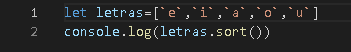 1 let letras=[`e`,`i`,`a`,`o`,`u`]
2 console.log(letras.sort())